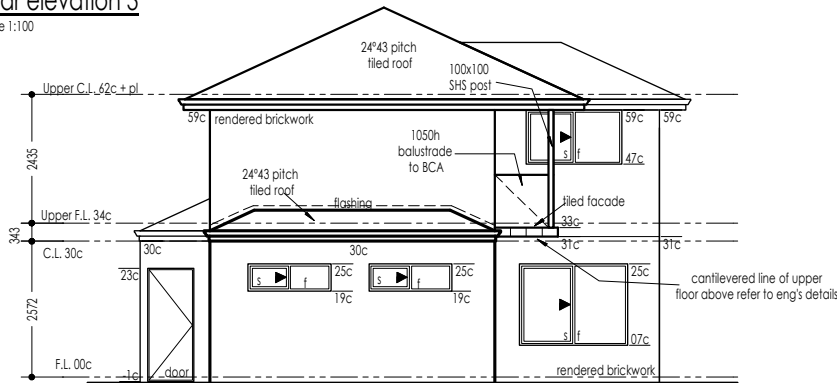 elevation 3
1:100
24°43 pitch
tiled roof
100x100
SHS post
Upper C.L. 62c + pl
59c
rendered brickwork
59c
59c
1050h
balustrade
to BCA
s
f
47c
2435
24°43 pitch
tiled roof
flashing
tiled facade
Upper F.L. 34c
33c
343
C.L. 30c
30c
30c
31c
31c
23c
s
f
25c
19c
s
f
25c
19c
25c
cantilevered line of upper
floor above refer to eng's details
2572
s
f
07c
F.L. 00c
-1c
door
rendered brickwork